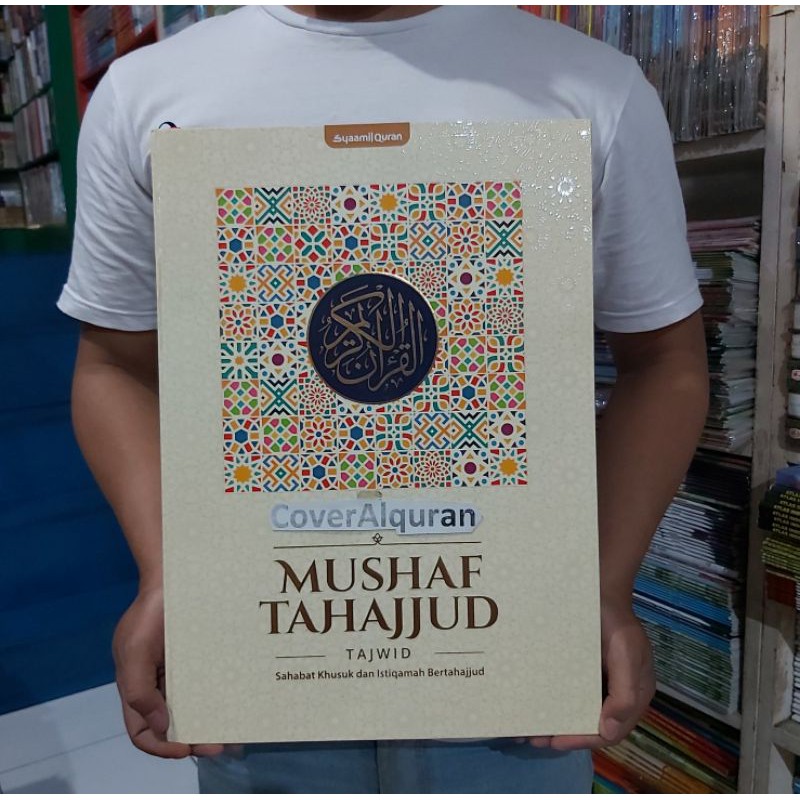 Syaamil Quran
القرآن الكريم
CoverAlquran
MUSHAF
TAHAJJUD
TAJWID
Sahabat Khusuk dan Istiqamah Bertahajjud